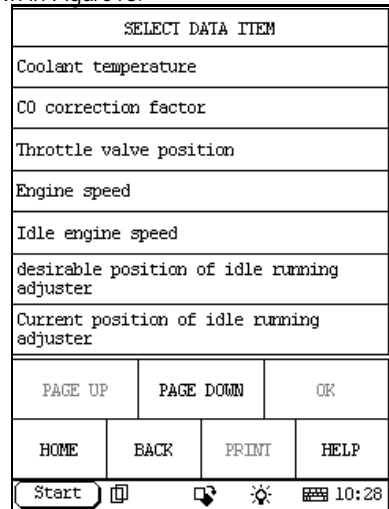 SELECT DATA ITEM
Coolant temperature
CO correction factor
Throttle valve position
Engine speed
Idle engine speed
desirable position of idle running
adjuster
Current position of idle running
adjuster
PAGE UP PAGE DOWN OK
HOME BACK PRINT HELP
Start 10:28